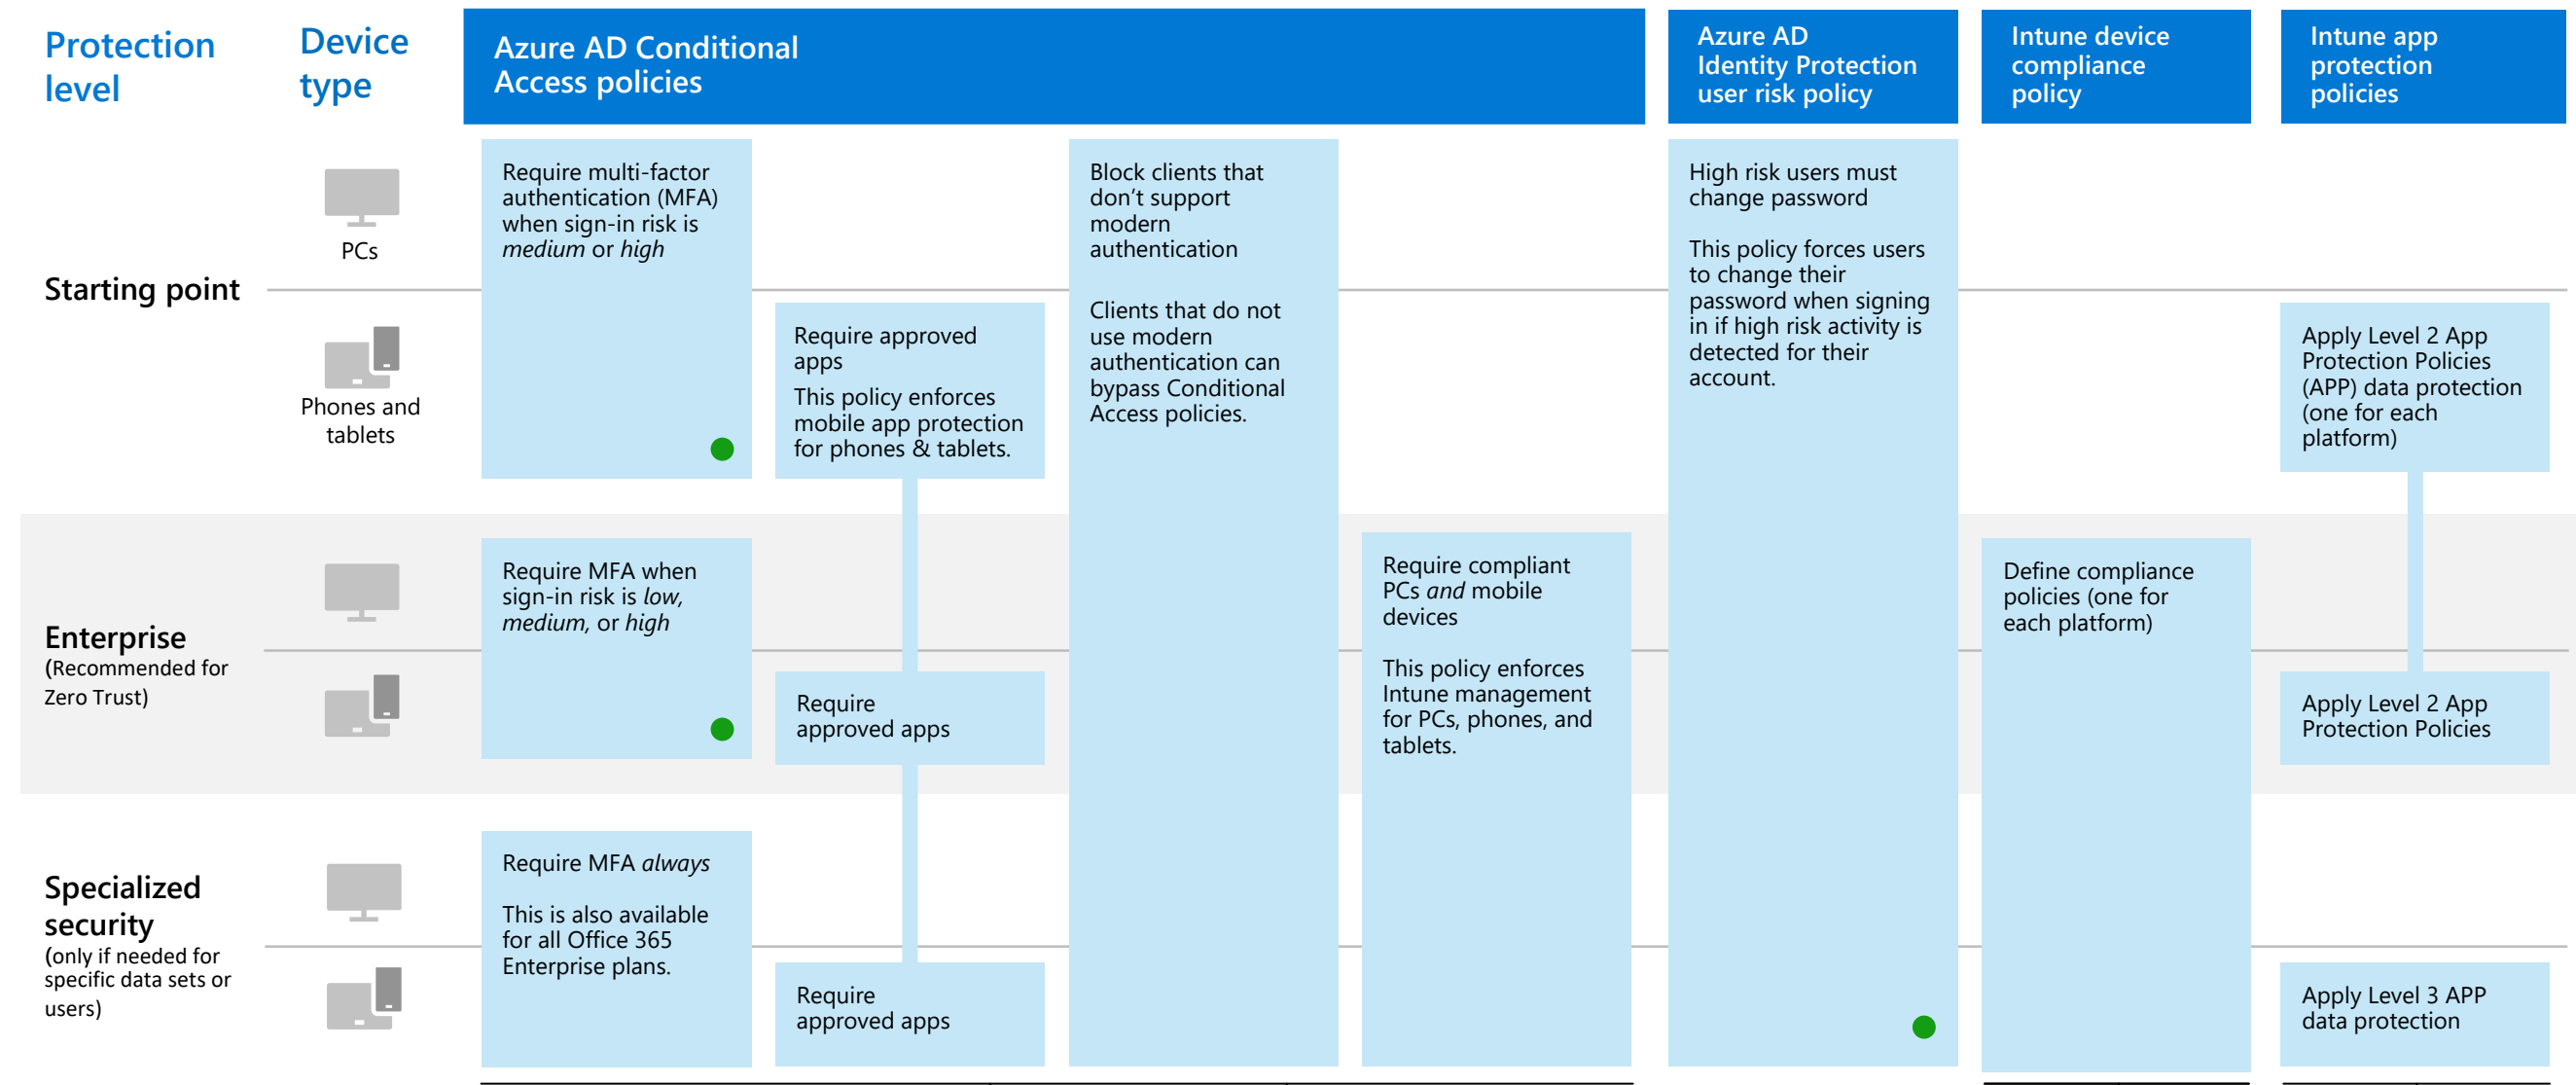 Protection
level
Device
type
Azure AD Conditional
Access policies
Azure AD
Identity Protection
user risk policy
Intune device
compliance
policy
Intune app
protection
policies
Starting point
PCs
Phones and
tablets
Require multi-factor
authentication (MFA)
when sign-in risk is
medium or high
Require approved
apps
This policy enforces
mobile app protection
for phones & tablets.
Block clients that
don’t support
modern
authentication
Clients that do not
use modern
authentication can
bypass Conditional
Access policies.
High risk users must
change password
This policy forces users
to change their
password when signing
in if high risk activity is
detected for their
account.
Apply Level 2 App
Protection Policies
(APP) data protection
(one for each
platform)
Enterprise
(Recommended for
Zero Trust)
Require MFA when
sign-in risk is low,
medium, or high
Require
approved apps
Require compliant
PCs and mobile
devices
This policy enforces
Intune management
for PCs, phones, and
tablets.
Define compliance
policies (one for
each platform)
Apply Level 2 App
Protection Policies
Specialized
security
(only if needed for
specific data sets or
users)
Require MFA always
This is also available
for all Office 365
Enterprise plans.
Require
approved apps
Apply Level 3 APP
data protection